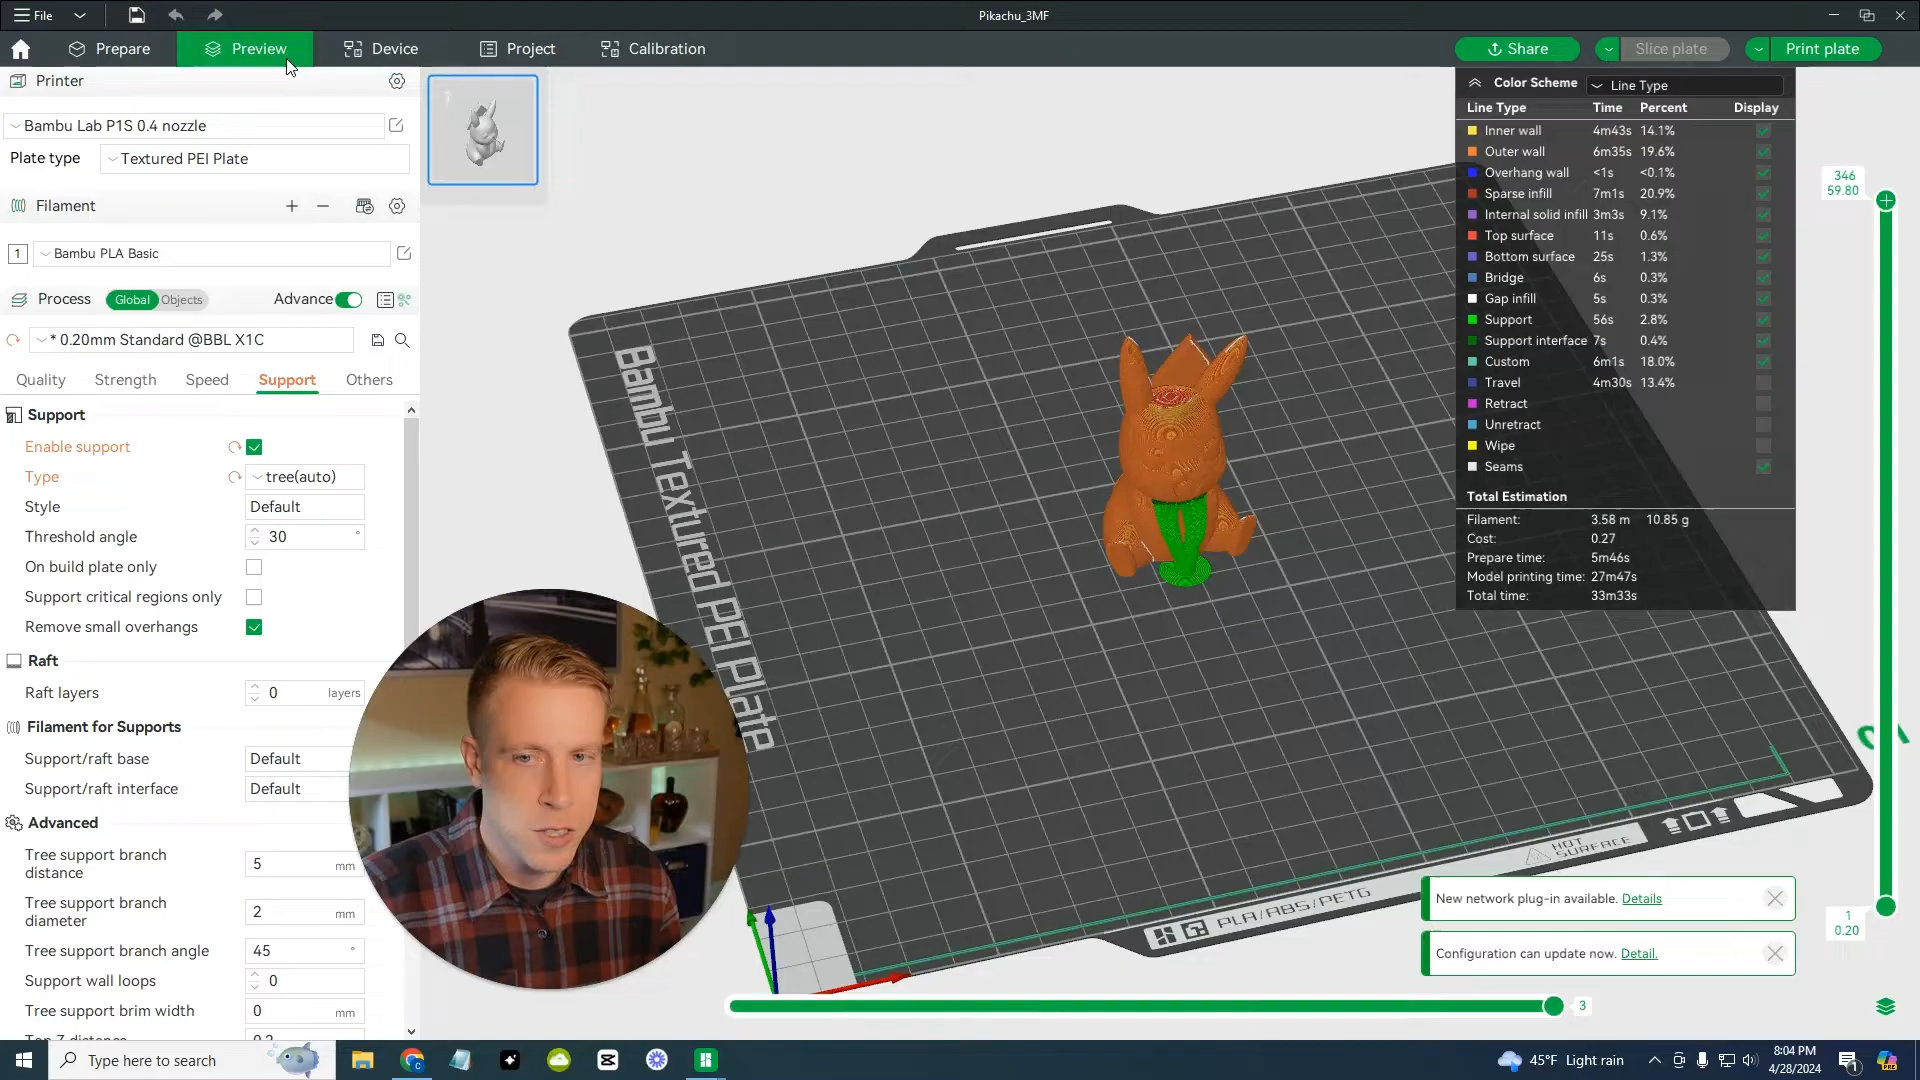 File
Pikachu_3MF
Prepare
Preview
Device
Project
Calibration
Share
Slice plate
Print plate
Printer
Bambu Lab P1S 0.4 nozzle
Plate type
Textured PEI Plate
Filament
1
Bambu PLA Basic
Process
Global
Objects
Advance
* 0.20mm Standard @BBL X1C
Quality
Strength
Speed
Support
Others
Support
Enable support
Type
tree(auto)
Style
Default
Threshold angle
30 °
On build plate only
Support critical regions only
Remove small overhangs
Raft
Raft layers
0 layers
Filament for Supports
Support/raft base
Default
Support/raft interface
Default
Advanced
Tree support branch
distance
5 mm
Tree support branch
diameter
2 mm
Tree support branch angle
45 °
Support wall loops
0
Tree support brim width
0 mm
Color Scheme
Line Type
Line Type Time Percent Display
Inner wall 4m43s 14.1%
Outer wall 6m35s 19.6%
Overhang wall <1s <0.1%
Sparse infill 7m1s 20.9%
Internal solid infill 3m3s 9.1%
Top surface 11s 0.6%
Bottom surface 25s 1.3%
Bridge 6s 0.3%
Gap infill 5s 0.3%
Support 56s 2.8%
Support interface 7s 0.4%
Custom 6m1s 18.0%
Travel 4m30s 13.4%
Retract
Unretract
Wipe
Seams
Total Estimation
Filament: 3.58 m 10.85 g
Cost: 0.27
Prepare time: 5m46s
Model printing time: 27m47s
Total time: 33m33s
346
59.80
Bambu Textured PEI Plate
HOT
SURFACE
PLA/ABS/PETG
New network plug-in available. Details
Configuration can update now. Detail.
1
0.20
3
Type here to search
45°F Light rain
8:04 PM
4/28/2024
1
PRE